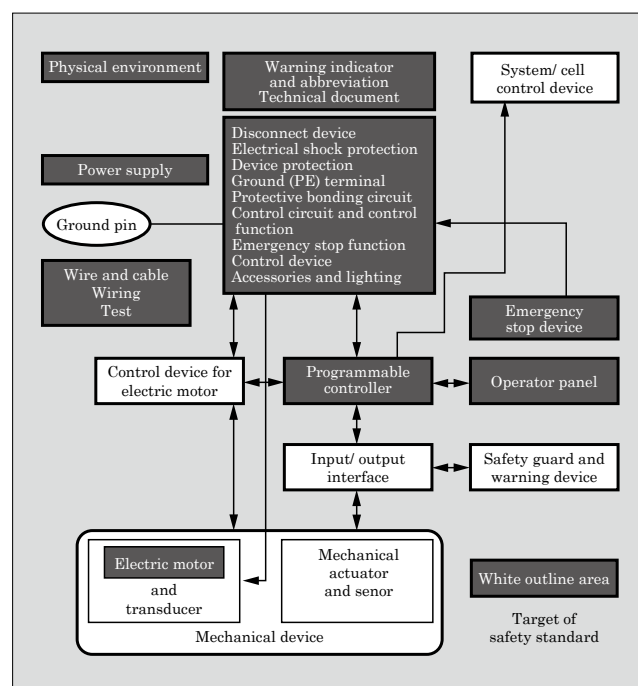 Physical environment
Warning indicator
and abbreviation
Technical document
System/ cell
control device
Disconnect device
Electrical shock protection
Device protection
Ground (PE) terminal
Protective bonding circuit
Control circuit and control
function
Emergency stop function
Control device
Accessories and lighting
Power supply
Ground pin
Wire and cable
Wiring
Test
Emergency
stop device
Control device for
electric motor
Programmable
controller
Operator panel
Input/ output
interface
Safety guard and
warning device
Electric motor
and
transducer
Mechanical
actuator
and senor
Mechanical device
White outline area
Target of
safety standard